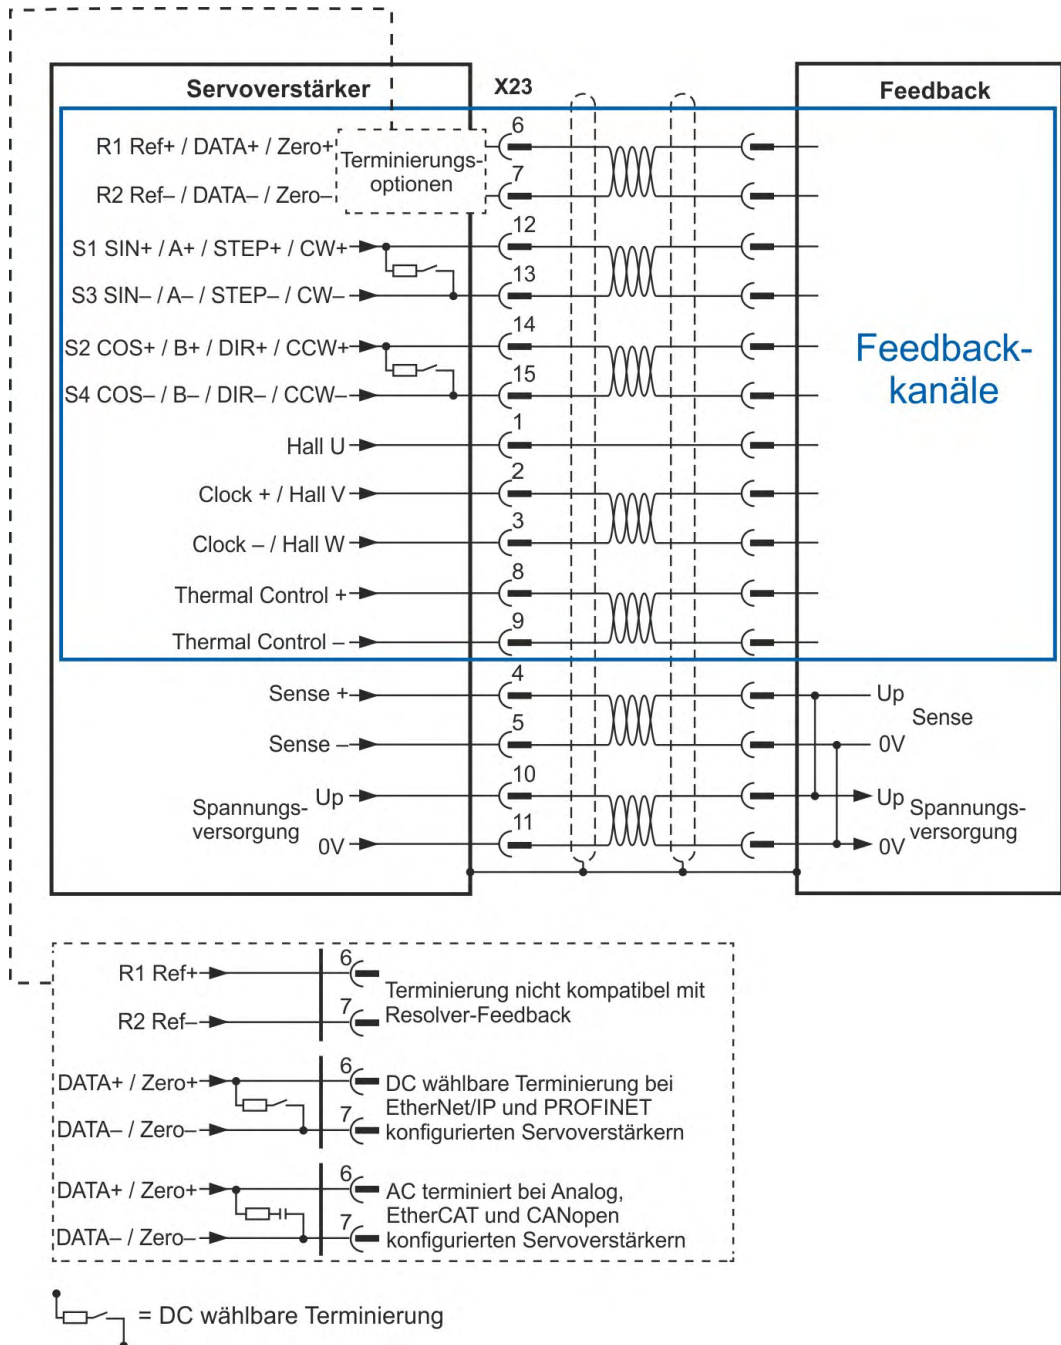 Servoverstärker
X23
Feedback
R1 Ref+ / DATA+ / Zero+
Terminierungs-
optionen
6
R2 Ref– / DATA– / Zero–
7
S1 SIN+ / A+ / STEP+ / CW+
12
S3 SIN– / A– / STEP– / CW–
13
S2 COS+ / B+ / DIR+ / CCW+
14
S4 COS– / B– / DIR– / CCW–
15
Feedback-
kanäle
Hall U
1
Clock + / Hall V
2
Clock – / Hall W
3
Thermal Control +
8
Thermal Control –
9
Sense +
4
Up
Sense
Sense –
5
0V
Spannungs-
versorgung
Up
10
Up
Spannungs-
versorgung
0V
11
0V
R1 Ref+
6
R2 Ref–
7
Terminierung nicht kompatibel mit
Resolver-Feedback
DATA+ / Zero+
6
DATA– / Zero–
7
DC wählbare Terminierung bei
EtherNet/IP und PROFINET
konfigurierten Servoverstärkern
DATA+ / Zero+
6
DATA– / Zero–
7
AC terminiert bei Analog,
EtherCAT und CANopen
konfigurierten Servoverstärkern
= DC wählbare Terminierung